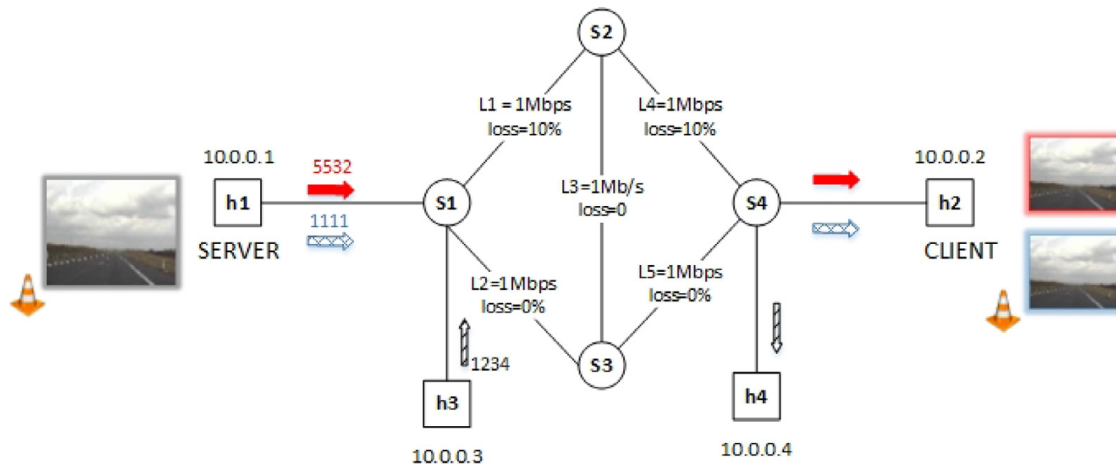 S2
L1 = 1Mbps
loss=10%
L4=1Mbps
loss=10%
10.0.0.1
5532
10.0.0.2
h1
1111
S1
L3=1Mb/s
loss=0
S4
h2
SERVER
CLIENT
L2=1Mbps
loss=0%
L5=1Mbps
loss=0%
1234
S3
h3
h4
10.0.0.3
10.0.0.4